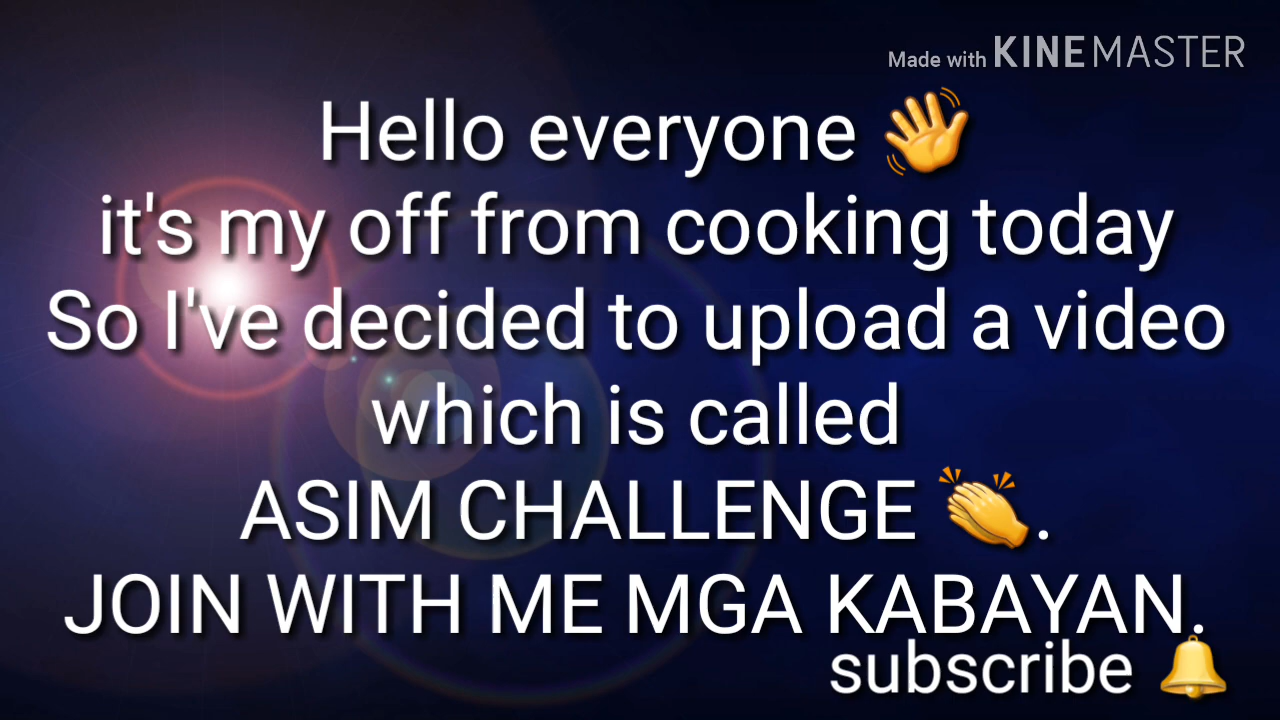 Made with KINEMASTER
Hello everyone 👋
it's my off from cooking today
So I've decided to upload a video
which is called
ASIM CHALLENGE 👏.
JOIN WITH ME MGA KABAYAN.
subscribe 🔔